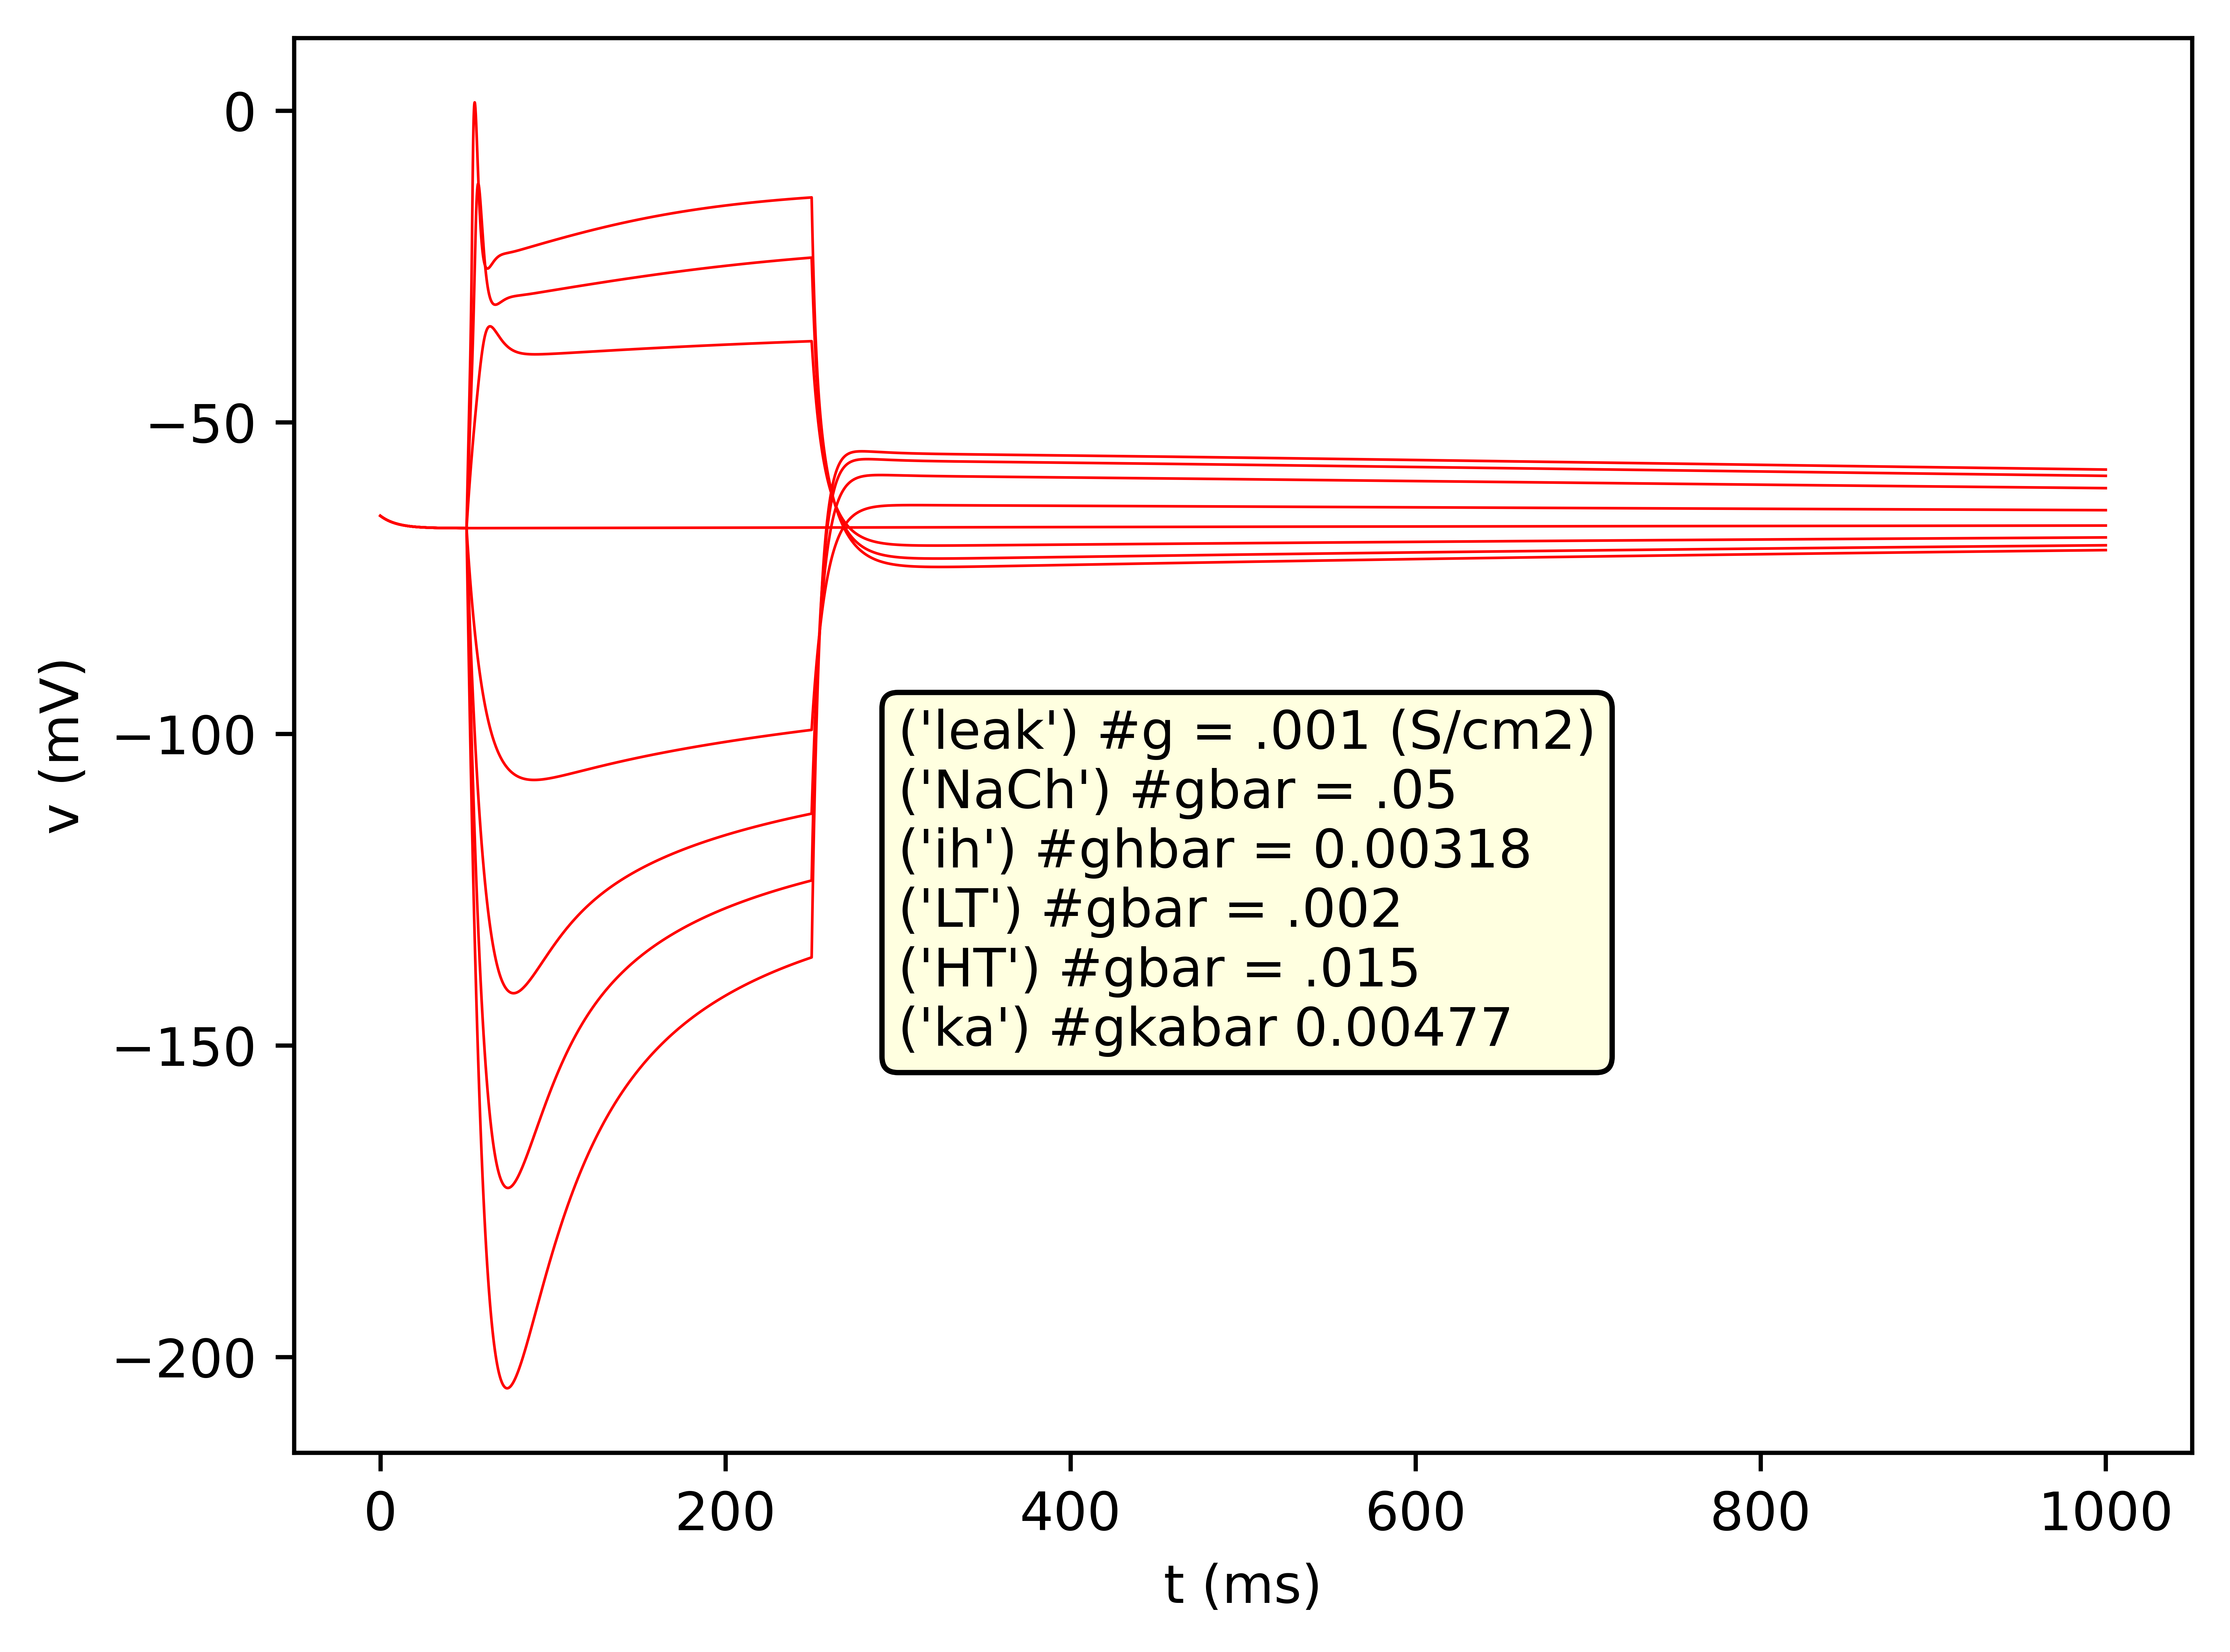 0
−50
−100
−150
−200
v (mV)
('leak') #g = .001 (S/cm2)
('NaCh') #gbar = .05
('ih') #ghbar = 0.00318
('LT') #gbar = .002
('HT') #gbar = .015
('ka') #gkabar 0.00477
0 200 400 600 800 1000
t (ms)